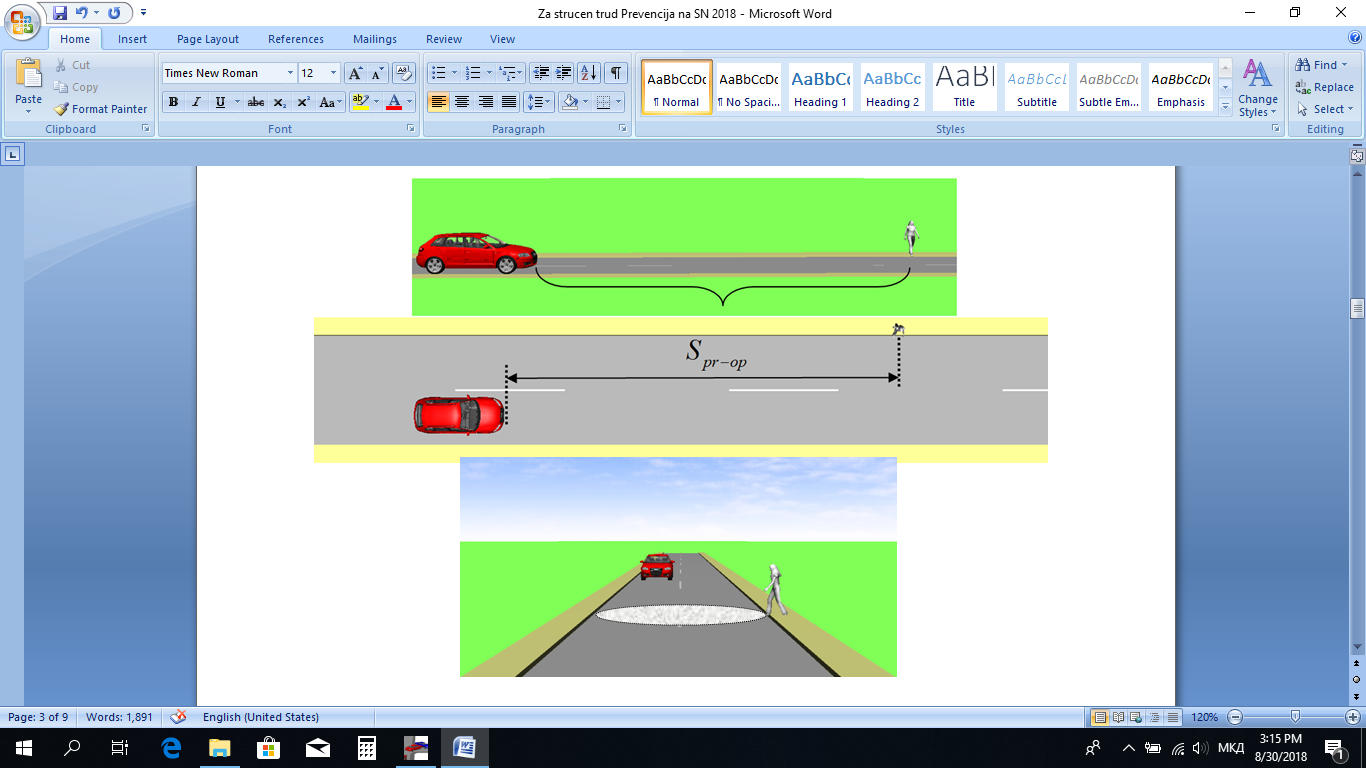 Za strucen trud Prevencija na SN 2018 - Microsoft Word
Home Insert Page Layout References Mailings Review View
Paste
Cut
Copy
Format Painter
Clipboard
Times New Roman 12
Font
Paragraph
AaBbCcDc AaBbCcDc AaBbCc AaBbCc AaBl AaBbCcL AaBbCcDc AaBbCcDc
¶ Normal ¶ No Spaci... Heading 1 Heading 2 Title Subtitle Subtle Em... Emphasis
Change Styles
Styles
Find
Replace
Select
Editing
S pr-op
Page: 3 of 9 Words: 1,891 English (United States) 120%
МКД
3:15 PM
8/30/2018
1